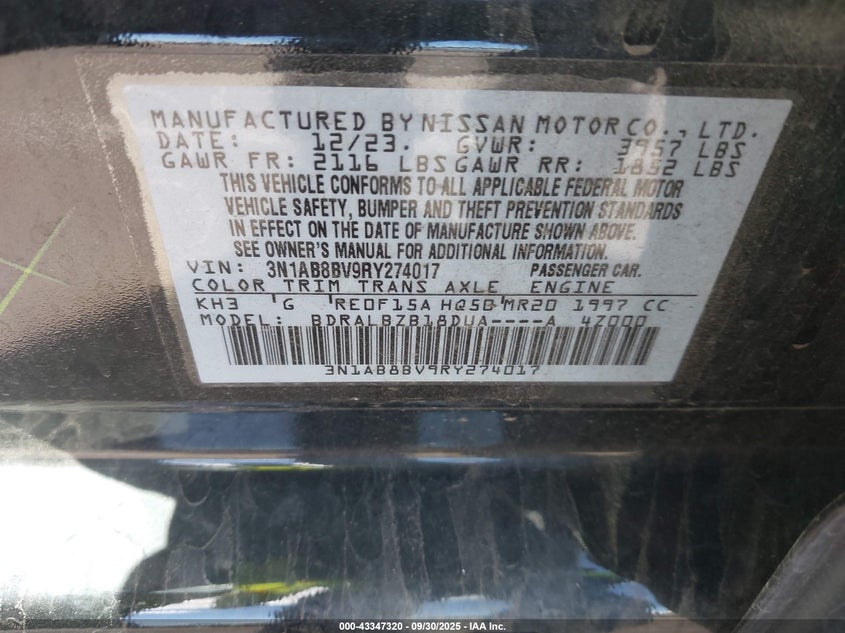 MANUFACTURED BY NISSAN MOTOR CO., LTD.
DATE: 12/23. GVWR: 3957 LBS
GAWR FR: 2116 LBS GAWR RR: 1852 LBS
THIS VEHICLE CONFORMS TO ALL APPLICABLE FEDERAL MOTOR
VEHICLE SAFETY, BUMPER AND THEFT PREVENTION STANDARDS
IN EFFECT ON THE DATE OF MANUFACTURE SHOWN ABOVE.
SEE OWNER'S MANUAL FOR ADDITIONAL INFORMATION.
VIN: 3N1AB8BV9RY274017 PASSENGER CAR.
COLOR TRIM TRANS AXLE ENGINE
KH3 G RE0F15A HQ50 MR20 1997 CC
MODEL: BDRALBZB18DUA----A 4Z000
3N1AB8BV9RY274017
000-43347320 - 09/30/2025 - IAA Inc.